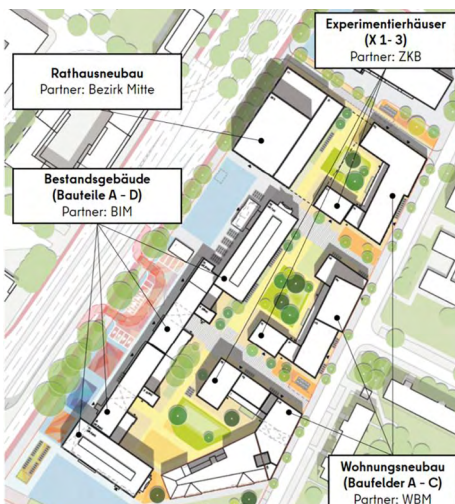 Experimentierhäuser
(X 1- 3)
Partner: ZKB
Rathausneubau
Partner: Bezirk Mitte
Bestandsgebäude
(Bauteile A - D)
Partner: BIM
Wohnungsneubau
(Baufelder A - C)
Partner: WBM